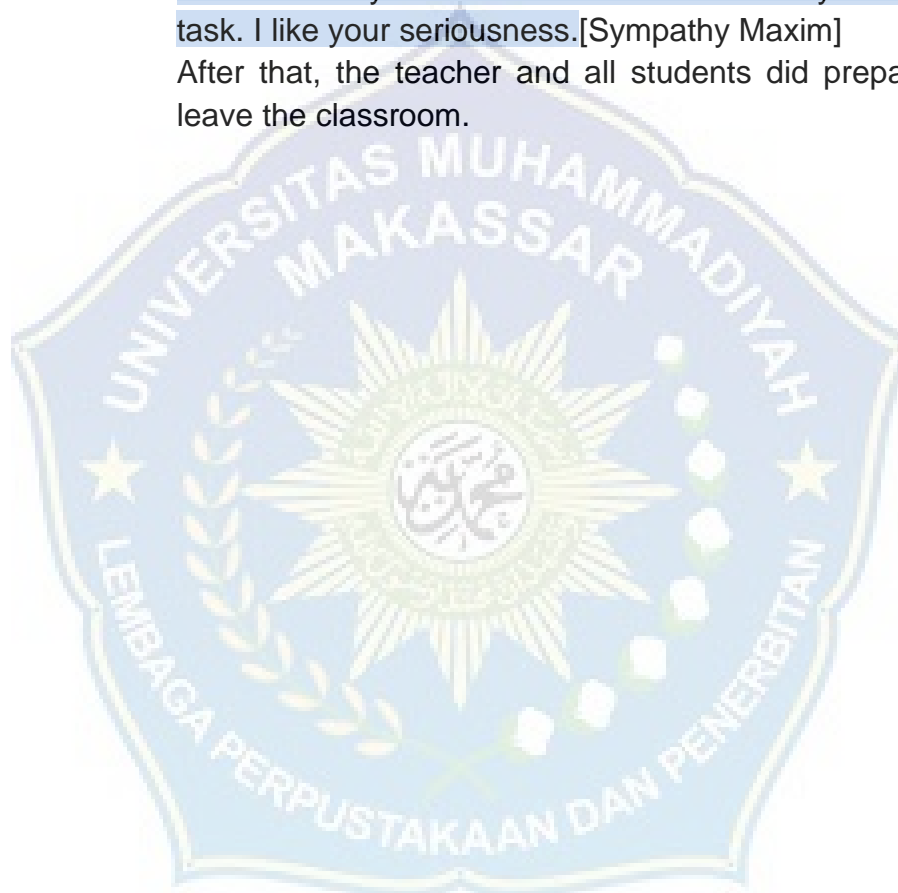 task. I like your seriousness.[Sympathy Maxim]
After that, the teacher and all students did prepa
leave the classroom.
UNIVERSITAS MUHAMMADIYAH
MAKASSAR
LEMBAGA PERPUSTAKAAN DAN PENERBITAN